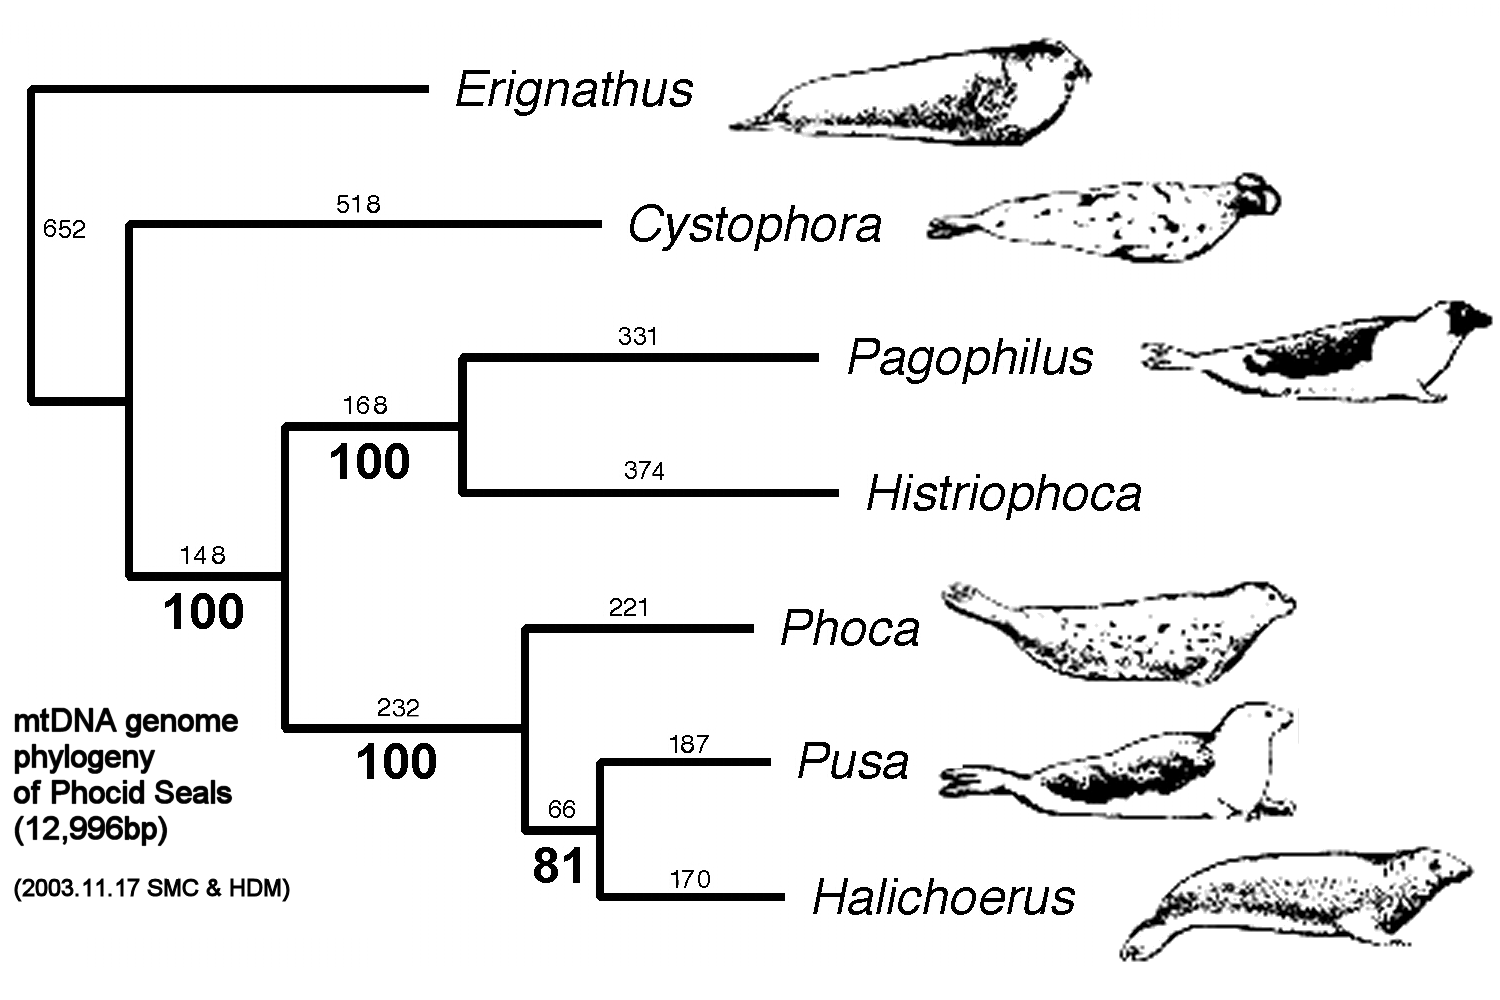 Erignathus
652
518
Cystophora
331
Pagophilus
168
100
374
Histriophoca
148
100
221
Phoca
232
100
187
Pusa
66
81
170
Halichoerus
mtDNA genome
phylogeny
of Phocid Seals
(12,996bp)
(2003.11.17 SMC & HDM)